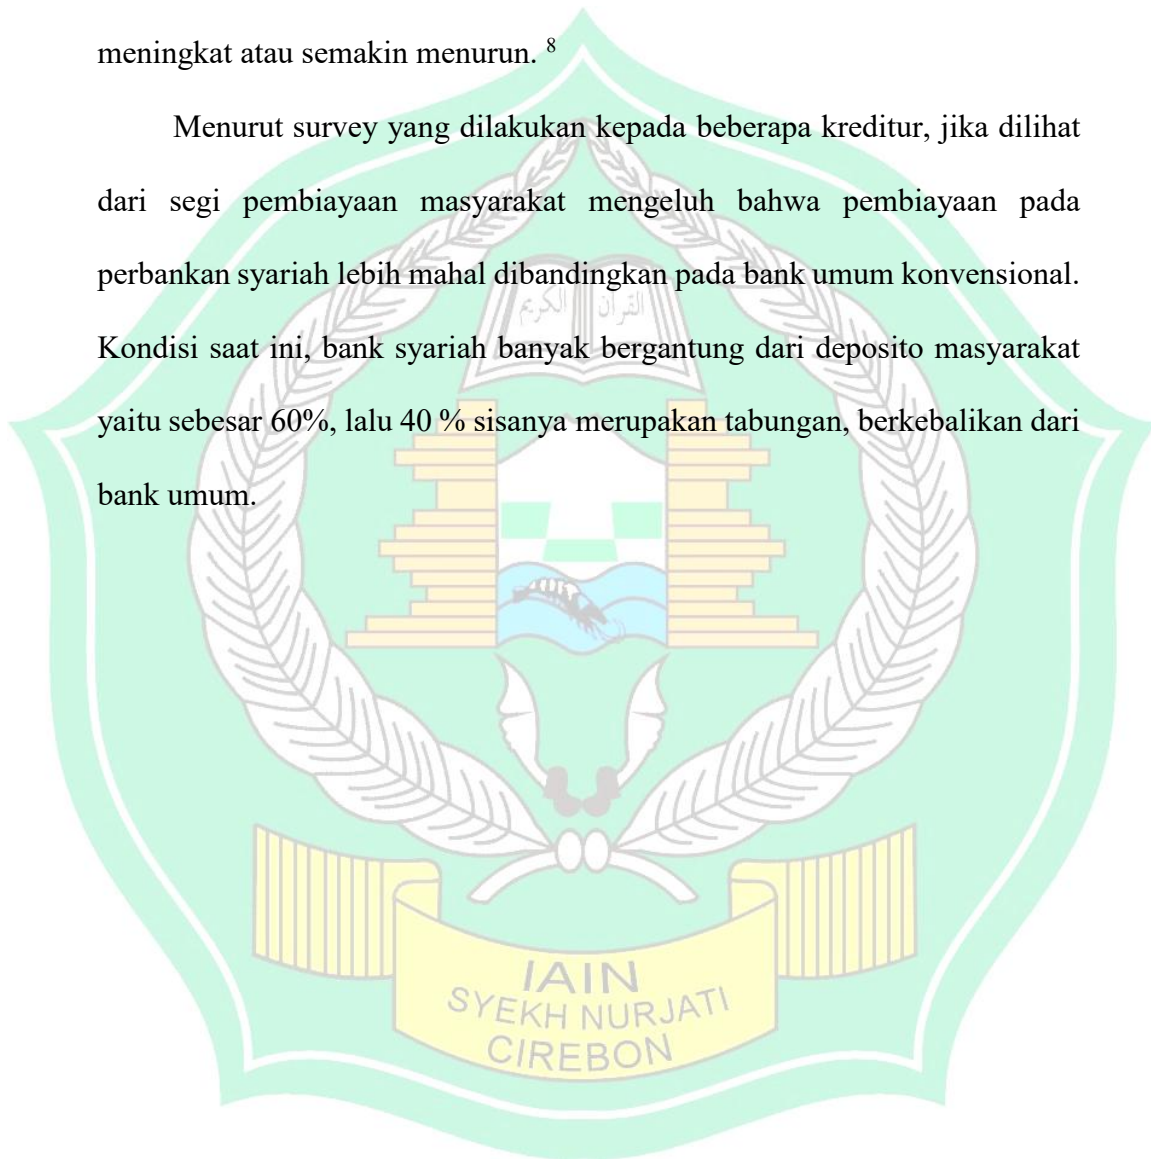 meningkat atau semakin menurun. 8
Menurut survey yang dilakukan kepada beberapa kreditur, jika dilihat
dari segi pembiayaan masyarakat mengeluh bahwa pembiayaan pada
perbankan syariah lebih mahal dibandingkan pada bank umum konvensional.
القرآن الكريم
Kondisi saat ini, bank syariah banyak bergantung dari deposito masyarakat
yaitu sebesar 60%, lalu 40 % sisanya merupakan tabungan, berkebalikan dari
bank umum.
IAIN
SYEKH NURJATI
CIREBON